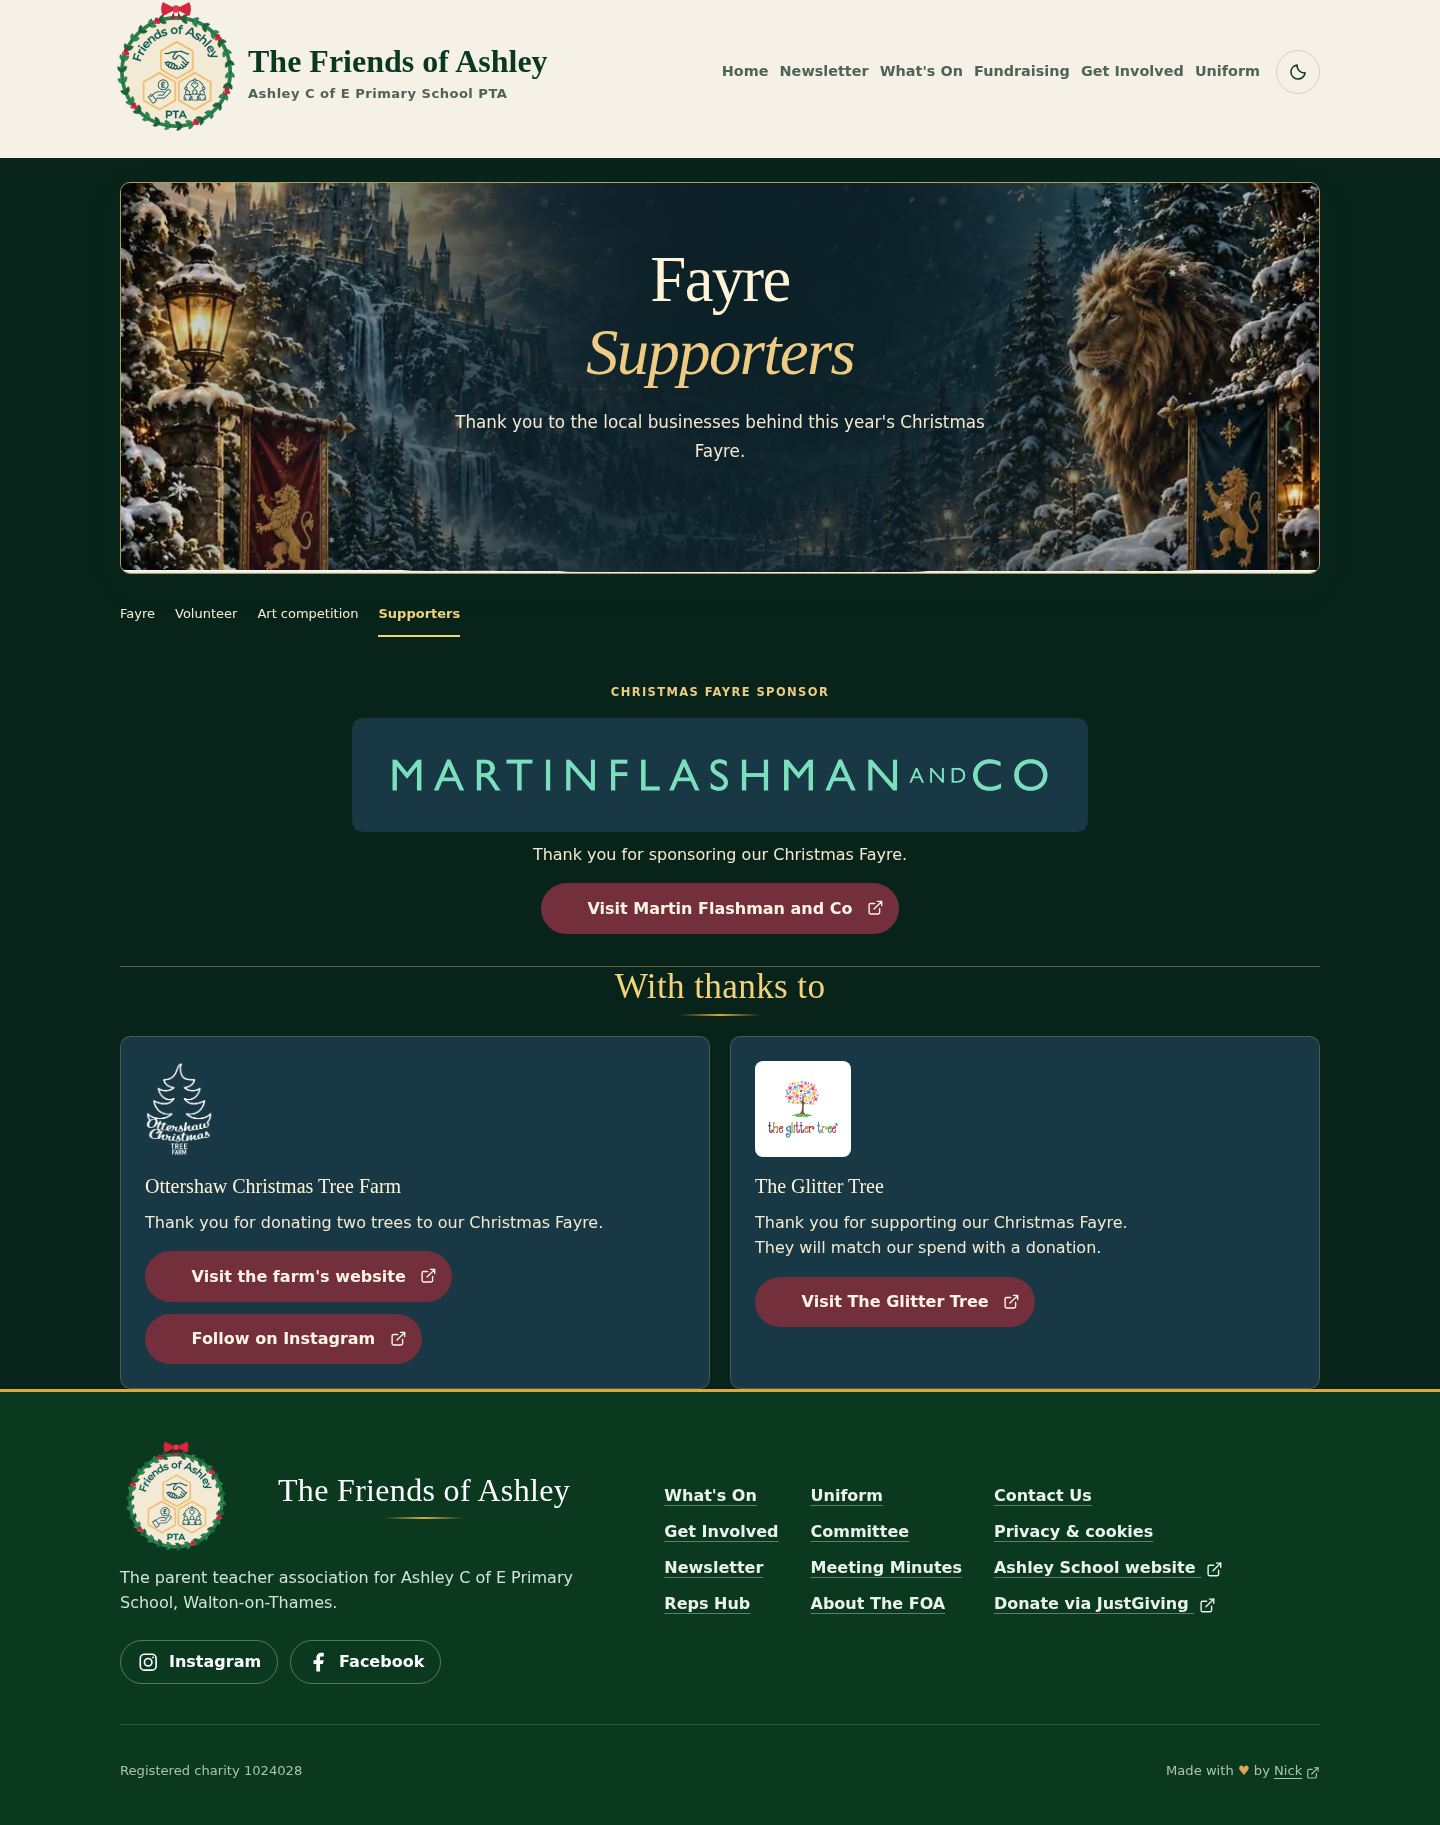 Friends of Ashley
PTA
The Friends of Ashley
Ashley C of E Primary School PTA
Home Newsletter What's On Fundraising Get Involved Uniform
Fayre
Supporters
Thank you to the local businesses behind this year's Christmas
Fayre.
Fayre Volunteer Art competition Supporters
CHRISTMAS FAYRE SPONSOR
MARTINFLASHMANANDCO
Thank you for sponsoring our Christmas Fayre.
Visit Martin Flashman and Co
With thanks to
Ottershaw
Christmas
TREE
FARM
Ottershaw Christmas Tree Farm
Thank you for donating two trees to our Christmas Fayre.
Visit the farm's website
Follow on Instagram
the glitter tree
The Glitter Tree
Thank you for supporting our Christmas Fayre.
They will match our spend with a donation.
Visit The Glitter Tree
Friends of Ashley
PTA
The Friends of Ashley
The parent teacher association for Ashley C of E Primary
School, Walton-on-Thames.
Instagram Facebook
What's On
Get Involved
Newsletter
Reps Hub
Uniform
Committee
Meeting Minutes
About The FOA
Contact Us
Privacy & cookies
Ashley School website
Donate via JustGiving
Registered charity 1024028
Made with ♥ by Nick